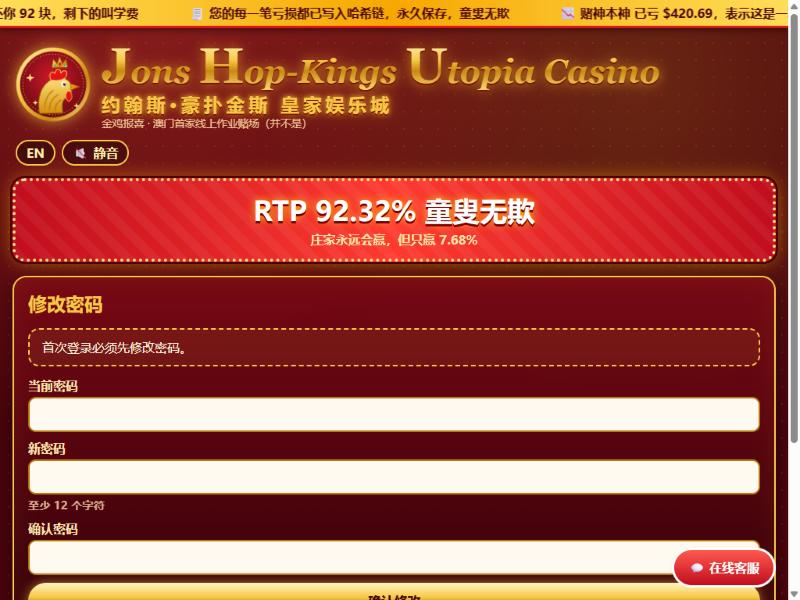 你 92 块，剩下的叫学费 您的每一笔亏损都已写入哈希链，永久保存，童叟无欺 赌神本神 已亏 $420.69，表示这是一
Jons Hop-Kings Utopia Casino
约翰斯•豪扑金斯 皇家娱乐城
金鸡报喜 · 澳门首家线上作业赌场（并不是）
EN 静音
RTP 92.32% 童叟无欺
庄家永远会赢，但只赢 7.68%
修改密码
首次登录必须先修改密码。
当前密码
新密码
至少 12 个字符
确认密码
在线客服
确认修改